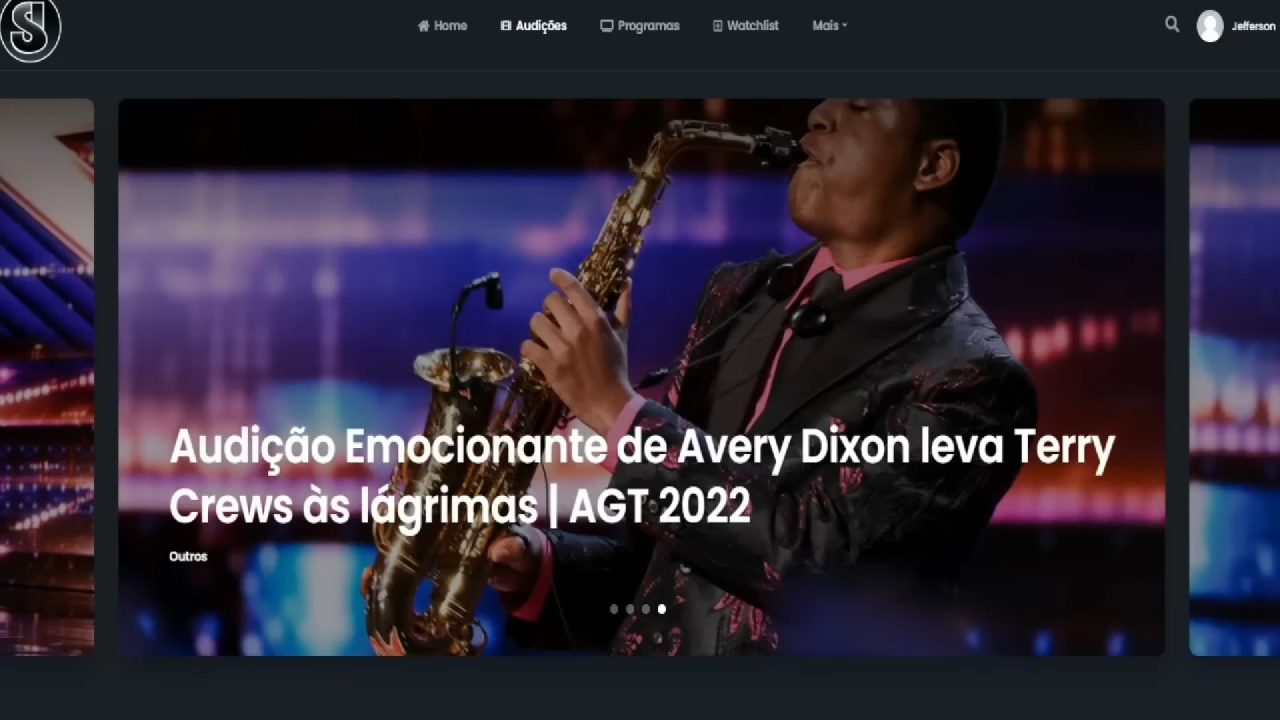 Home Audições Programas Watchlist Mais Jefferson
Audição Emocionante de Avery Dixon leva Terry
Crews às lágrimas | AGT 2022
Outros